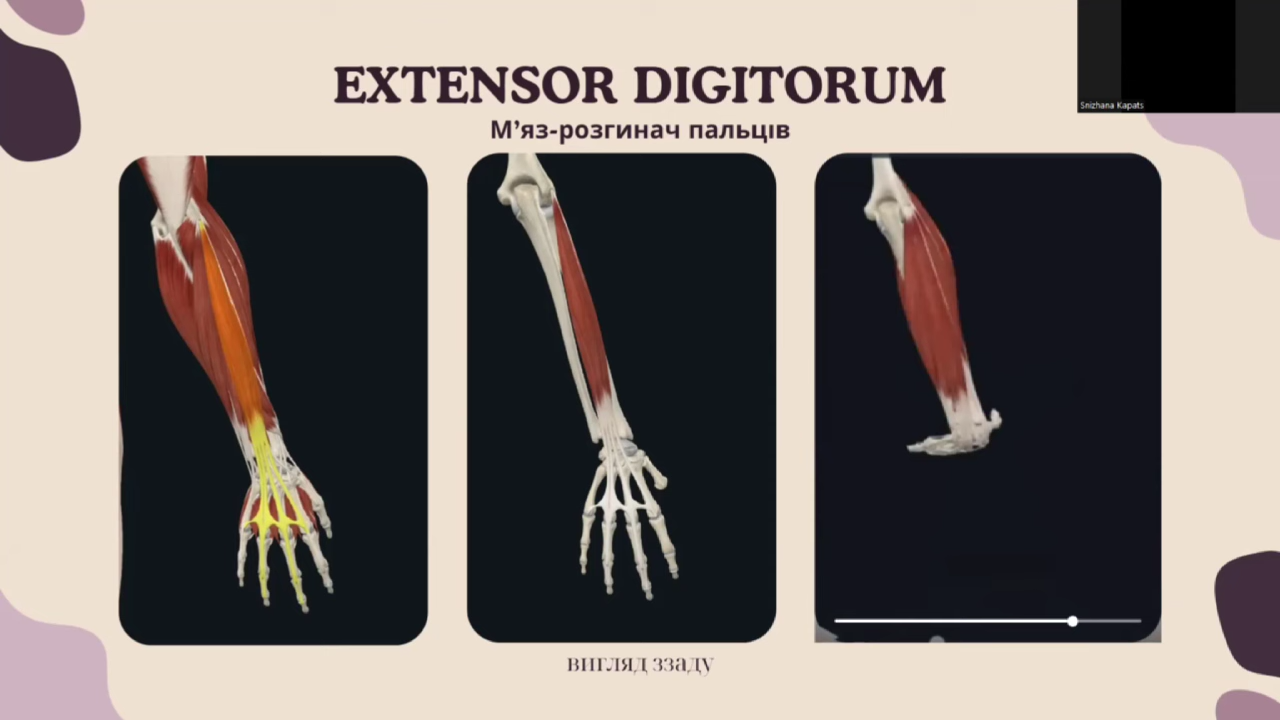 EXTENSOR DIGITORUM
М’яз-розгинач пальців
Snizhana Kapats
вигляд ззаду